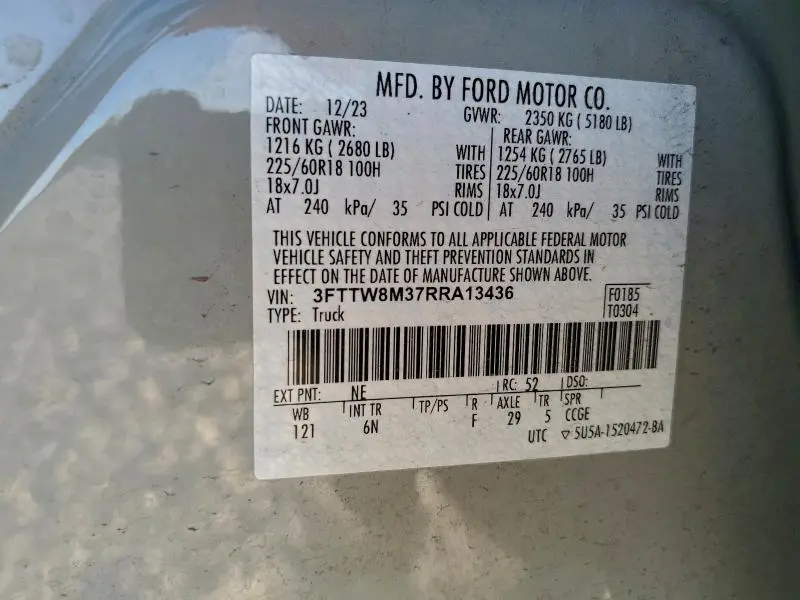 MFD. BY FORD MOTOR CO.
DATE: 12/23 GVWR: 2350 KG ( 5180 LB)
FRONT GAWR: REAR GAWR:
1216 KG ( 2680 LB) WITH 1254 KG ( 2765 LB) WITH
225/60R18 100H TIRES 225/60R18 100H TIRES
18x7.0J RIMS 18x7.0J RIMS
AT 240 kPa/ 35 PSI COLD AT 240 kPa/ 35 PSI COLD
THIS VEHICLE CONFORMS TO ALL APPLICABLE FEDERAL MOTOR
VEHICLE SAFETY AND THEFT PREVENTION STANDARDS IN
EFFECT ON THE DATE OF MANUFACTURE SHOWN ABOVE.
VIN: 3FTTW8M37RRA13436 F0185
TYPE: Truck T0304
EXT PNT: NE RC: 52 DSO:
WB INT TR TP/PS R AXLE TR SPR
121 6N F 29 5 CCGE
UTC ▽ 5U5A-1520472-BA